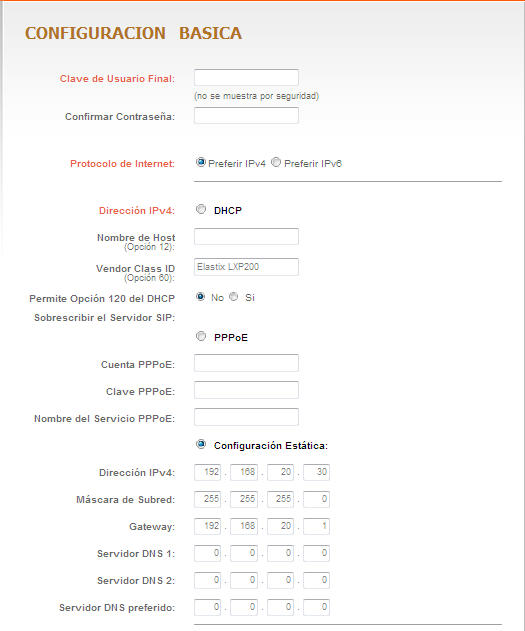 CONFIGURACION BASICA
Clave de Usuario Final:
(no se muestra por seguridad)
Confirmar Contraseña:
Protocolo de Internet: Preferir IPv4 Preferir IPv6
Dirección IPv4: DHCP
Nombre de Host
(Opción 12):
Vendor Class ID Elastix LXP200
(Opción 60):
Permite Opción 120 del DHCP No Si
Sobrescribir el Servidor SIP:
PPPoE
Cuenta PPPoE:
Clave PPPoE:
Nombre del Servicio PPPoE:
Configuración Estática:
Dirección IPv4: 192 . 168 . 20 . 30
Máscara de Subred: 255 . 255 . 255 . 0
Gateway: 192 . 168 . 20 . 1
Servidor DNS 1: 0 . 0 . 0 . 0
Servidor DNS 2: 0 . 0 . 0 . 0
Servidor DNS preferido: 0 . 0 . 0 . 0